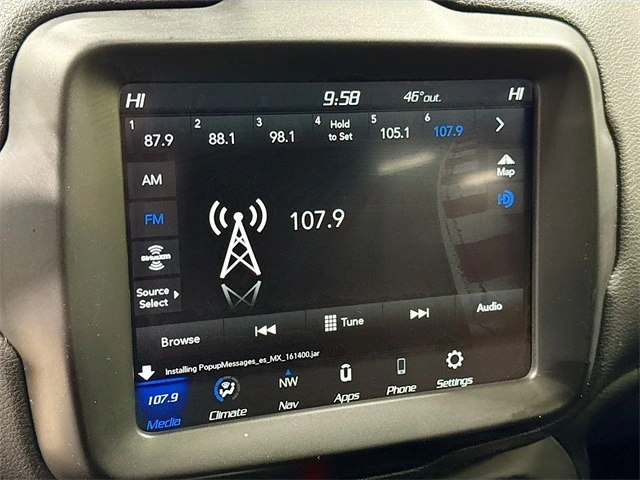 HI 9:58 46°out. HI
1 87.9 2 88.1 3 98.1 4 Hold to Set 5 105.1 6 107.9
AM
Map
FM
HD
107.9
SiriusXM
Source
Select
Browse Tune Audio
Installing PopupMessages_es_MX_161400.jar
107.9 NW
Media Climate Nav Apps Phone Settings